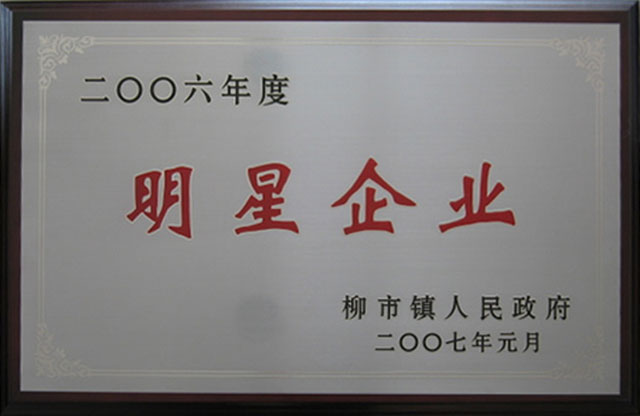 二〇〇六年度
明星企业
柳市镇人民政府
二〇〇七年元月